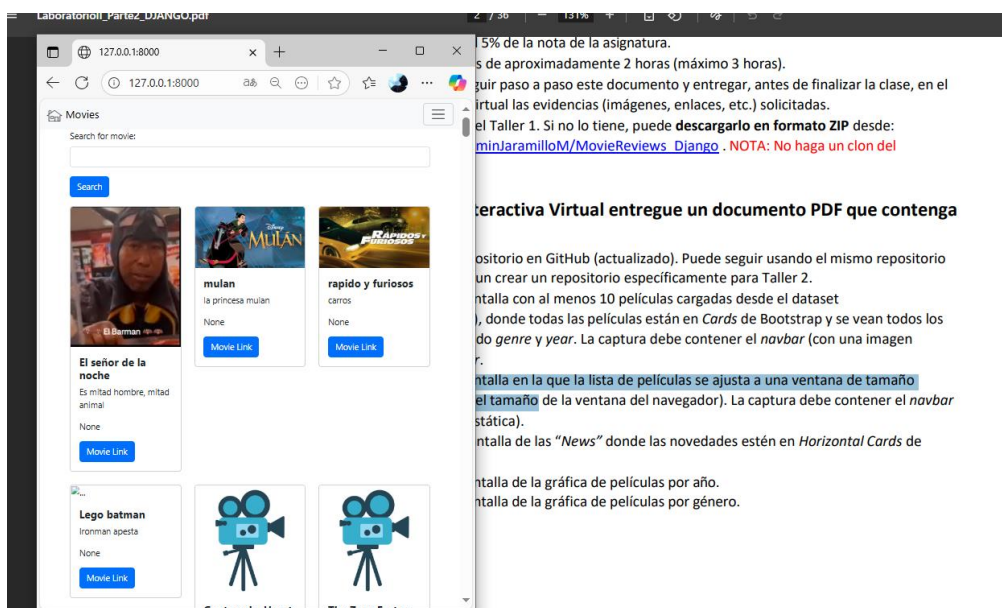 LaboratorioII_Parte2_DJANGO.pdf
2 / 36
131%
127.0.0.1:8000
127.0.0.1:8000
Movies
Search for movie:
Search
El Barman
El señor de la noche
Es mitad hombre, mitad animal
None
Movie Link
Disney
MULÁN
mulan
la princesa mulan
None
Movie Link
RÁPIDOS Y FURIOSOS
rapido y furiosos
carros
None
Movie Link
Lego batman
Ironman apesta
None
Movie Link
5% de la nota de la asignatura.
s de aproximadamente 2 horas (máximo 3 horas).
guir paso a paso este documento y entregar, antes de finalizar la clase, en el
irtual las evidencias (imágenes, enlaces, etc.) solicitadas.
el Taller 1. Si no lo tiene, puede descargarlo en formato ZIP desde:
minJaramilloM/MovieReviews_Django . NOTA: No haga un clon del
teractiva Virtual entregue un documento PDF que contenga
ositorio en GitHub (actualizado). Puede seguir usando el mismo repositorio
un crear un repositorio específicamente para Taller 2.
ntalla con al menos 10 películas cargadas desde el dataset
), donde todas las películas están en Cards de Bootstrap y se vean todos los
do genre y year. La captura debe contener el navbar (con una imagen
r.
ntalla en la que la lista de películas se ajusta a una ventana de tamaño
el tamaño de la ventana del navegador). La captura debe contener el navbar
stática).
ntalla de las "News" donde las novedades estén en Horizontal Cards de
ntalla de la gráfica de películas por año.
ntalla de la gráfica de películas por género.